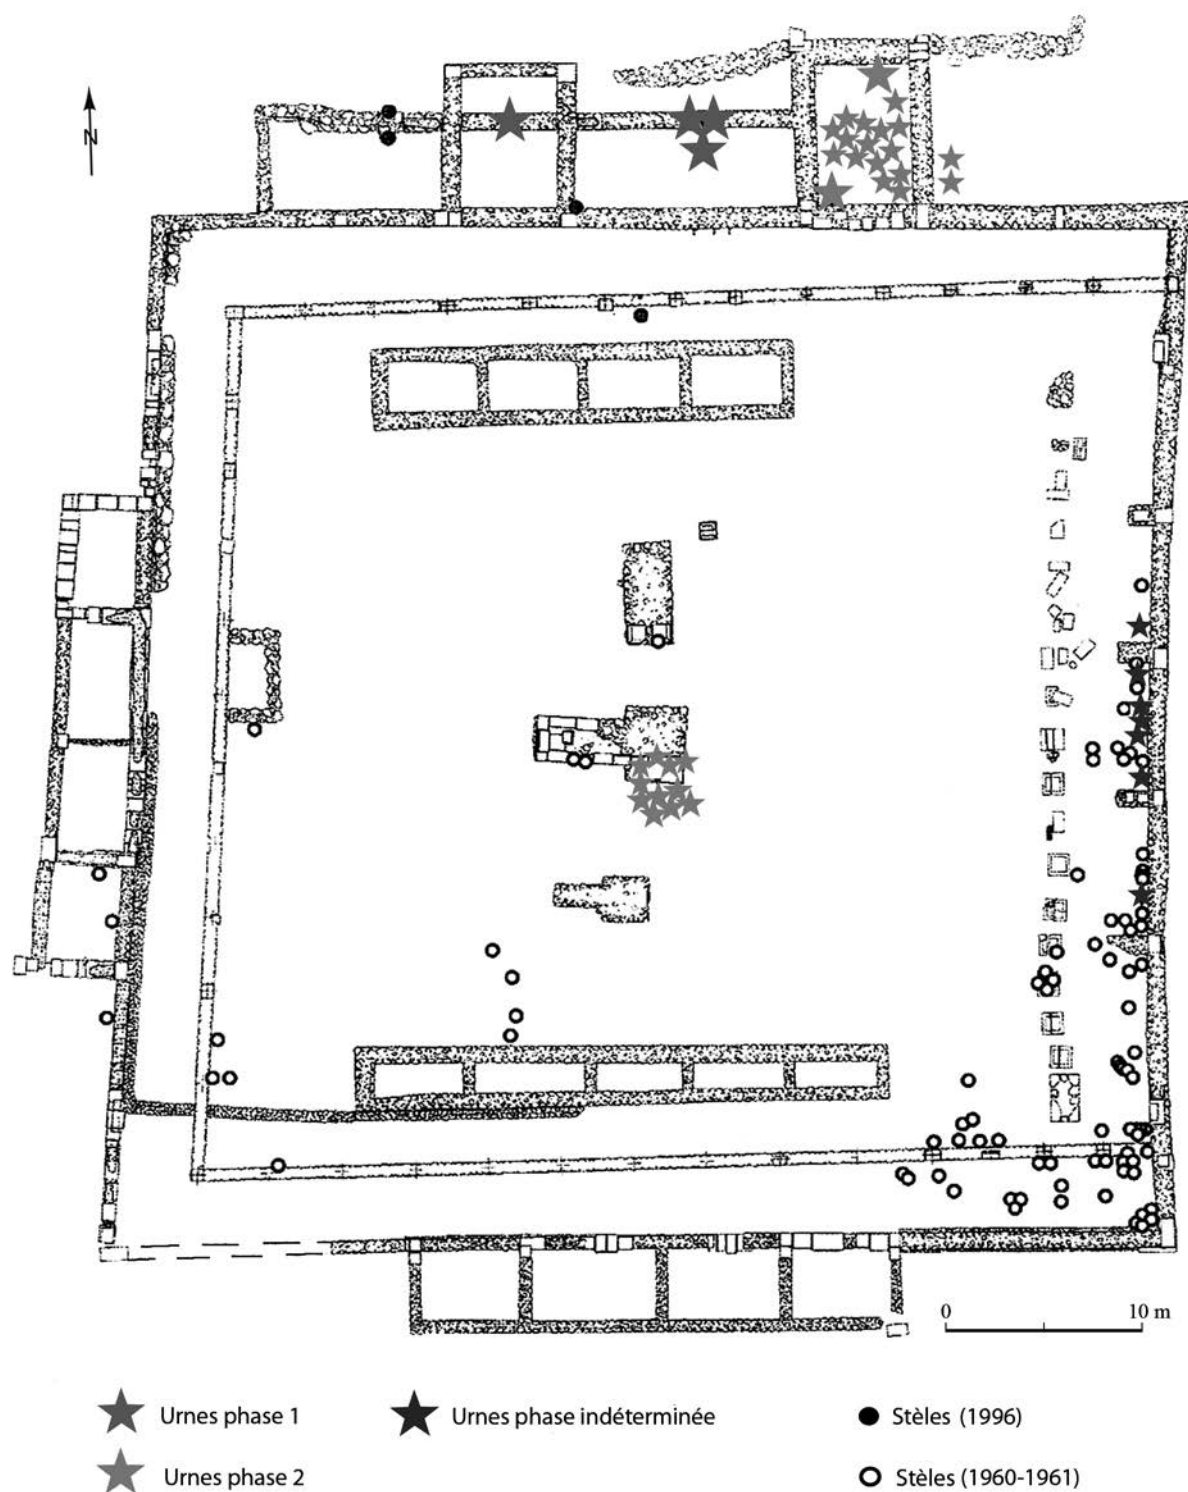 N
0 10 m
Urnes phase 1
Urnes phase indéterminée
Stèles (1996)
Urnes phase 2
Stèles (1960-1961)